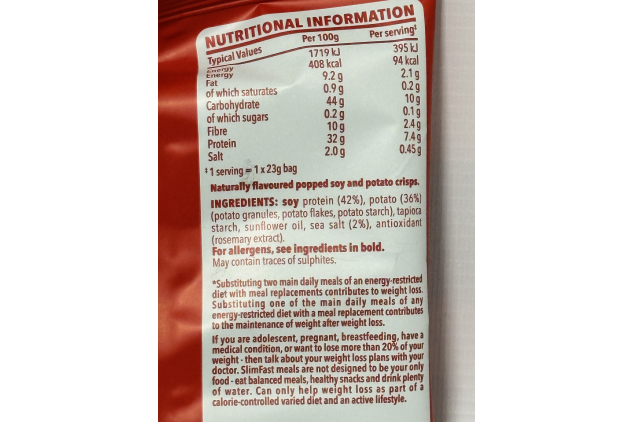 NUTRITIONAL INFORMATION
Typical Values Per 100g Per serving‡
Energy 1719 kJ 395 kJ
Energy 408 kcal 94 kcal
Fat 9.2 g 2.1 g
of which saturates 0.9 g 0.2 g
Carbohydrate 44 g 10 g
of which sugars 0.2 g 0.1 g
Fibre 10 g 2.4 g
Protein 32 g 7.4 g
Salt 2.0 g 0.45 g
‡1 serving = 1 x 23g bag
Naturally flavoured popped soy and potato crisps.
INGREDIENTS: soy protein (42%), potato (36%)
(potato granules, potato flakes, potato starch), tapioca
starch, sunflower oil, sea salt (2%), antioxidant
(rosemary extract).
For allergens, see ingredients in bold.
May contain traces of sulphites.
*Substituting two main daily meals of an energy-restricted
diet with meal replacements contributes to weight loss.
Substituting one of the main daily meals of any
energy-restricted diet with a meal replacement contributes
to the maintenance of weight after weight loss.
If you are adolescent, pregnant, breastfeeding, have a
medical condition, or want to lose more than 20% of your
weight - then talk about your weight loss plans with your
doctor. SlimFast meals are not designed to be your only
food - eat balanced meals, healthy snacks and drink plenty
of water. Can only help weight loss as part of a
calorie-controlled varied diet and an active lifestyle.